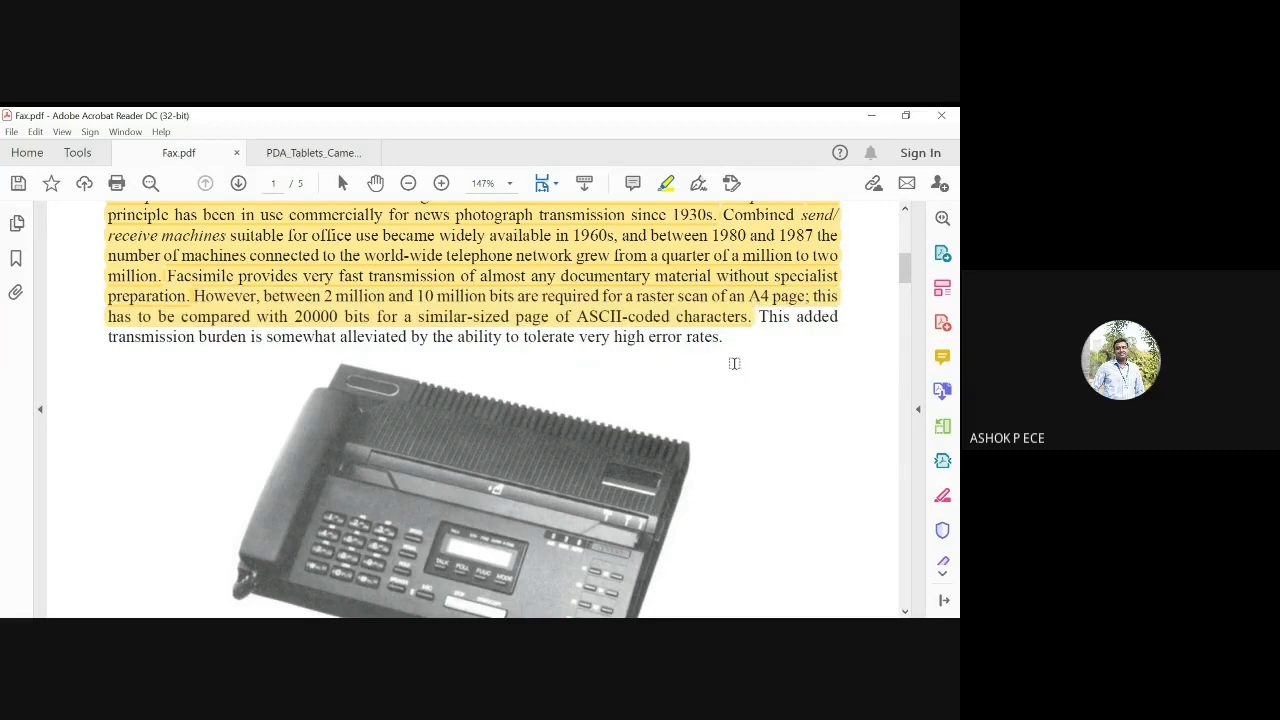 Fax.pdf - Adobe Acrobat Reader DC (32-bit)
File Edit View Sign Window Help
Home Tools Fax.pdf × PDA_Tablets_Came... Sign In
1 / 5 147%
principle has been in use commercially for news photograph transmission since 1930s. Combined send/
receive machines suitable for office use became widely available in 1960s, and between 1980 and 1987 the
number of machines connected to the world-wide telephone network grew from a quarter of a million to two
million. Facsimile provides very fast transmission of almost any documentary material without specialist
preparation. However, between 2 million and 10 million bits are required for a raster scan of an A4 page; this
has to be compared with 20000 bits for a similar-sized page of ASCII-coded characters. This added
transmission burden is somewhat alleviated by the ability to tolerate very high error rates.
TALK POLL FUNC MODE
STOP
ASHOK P ECE